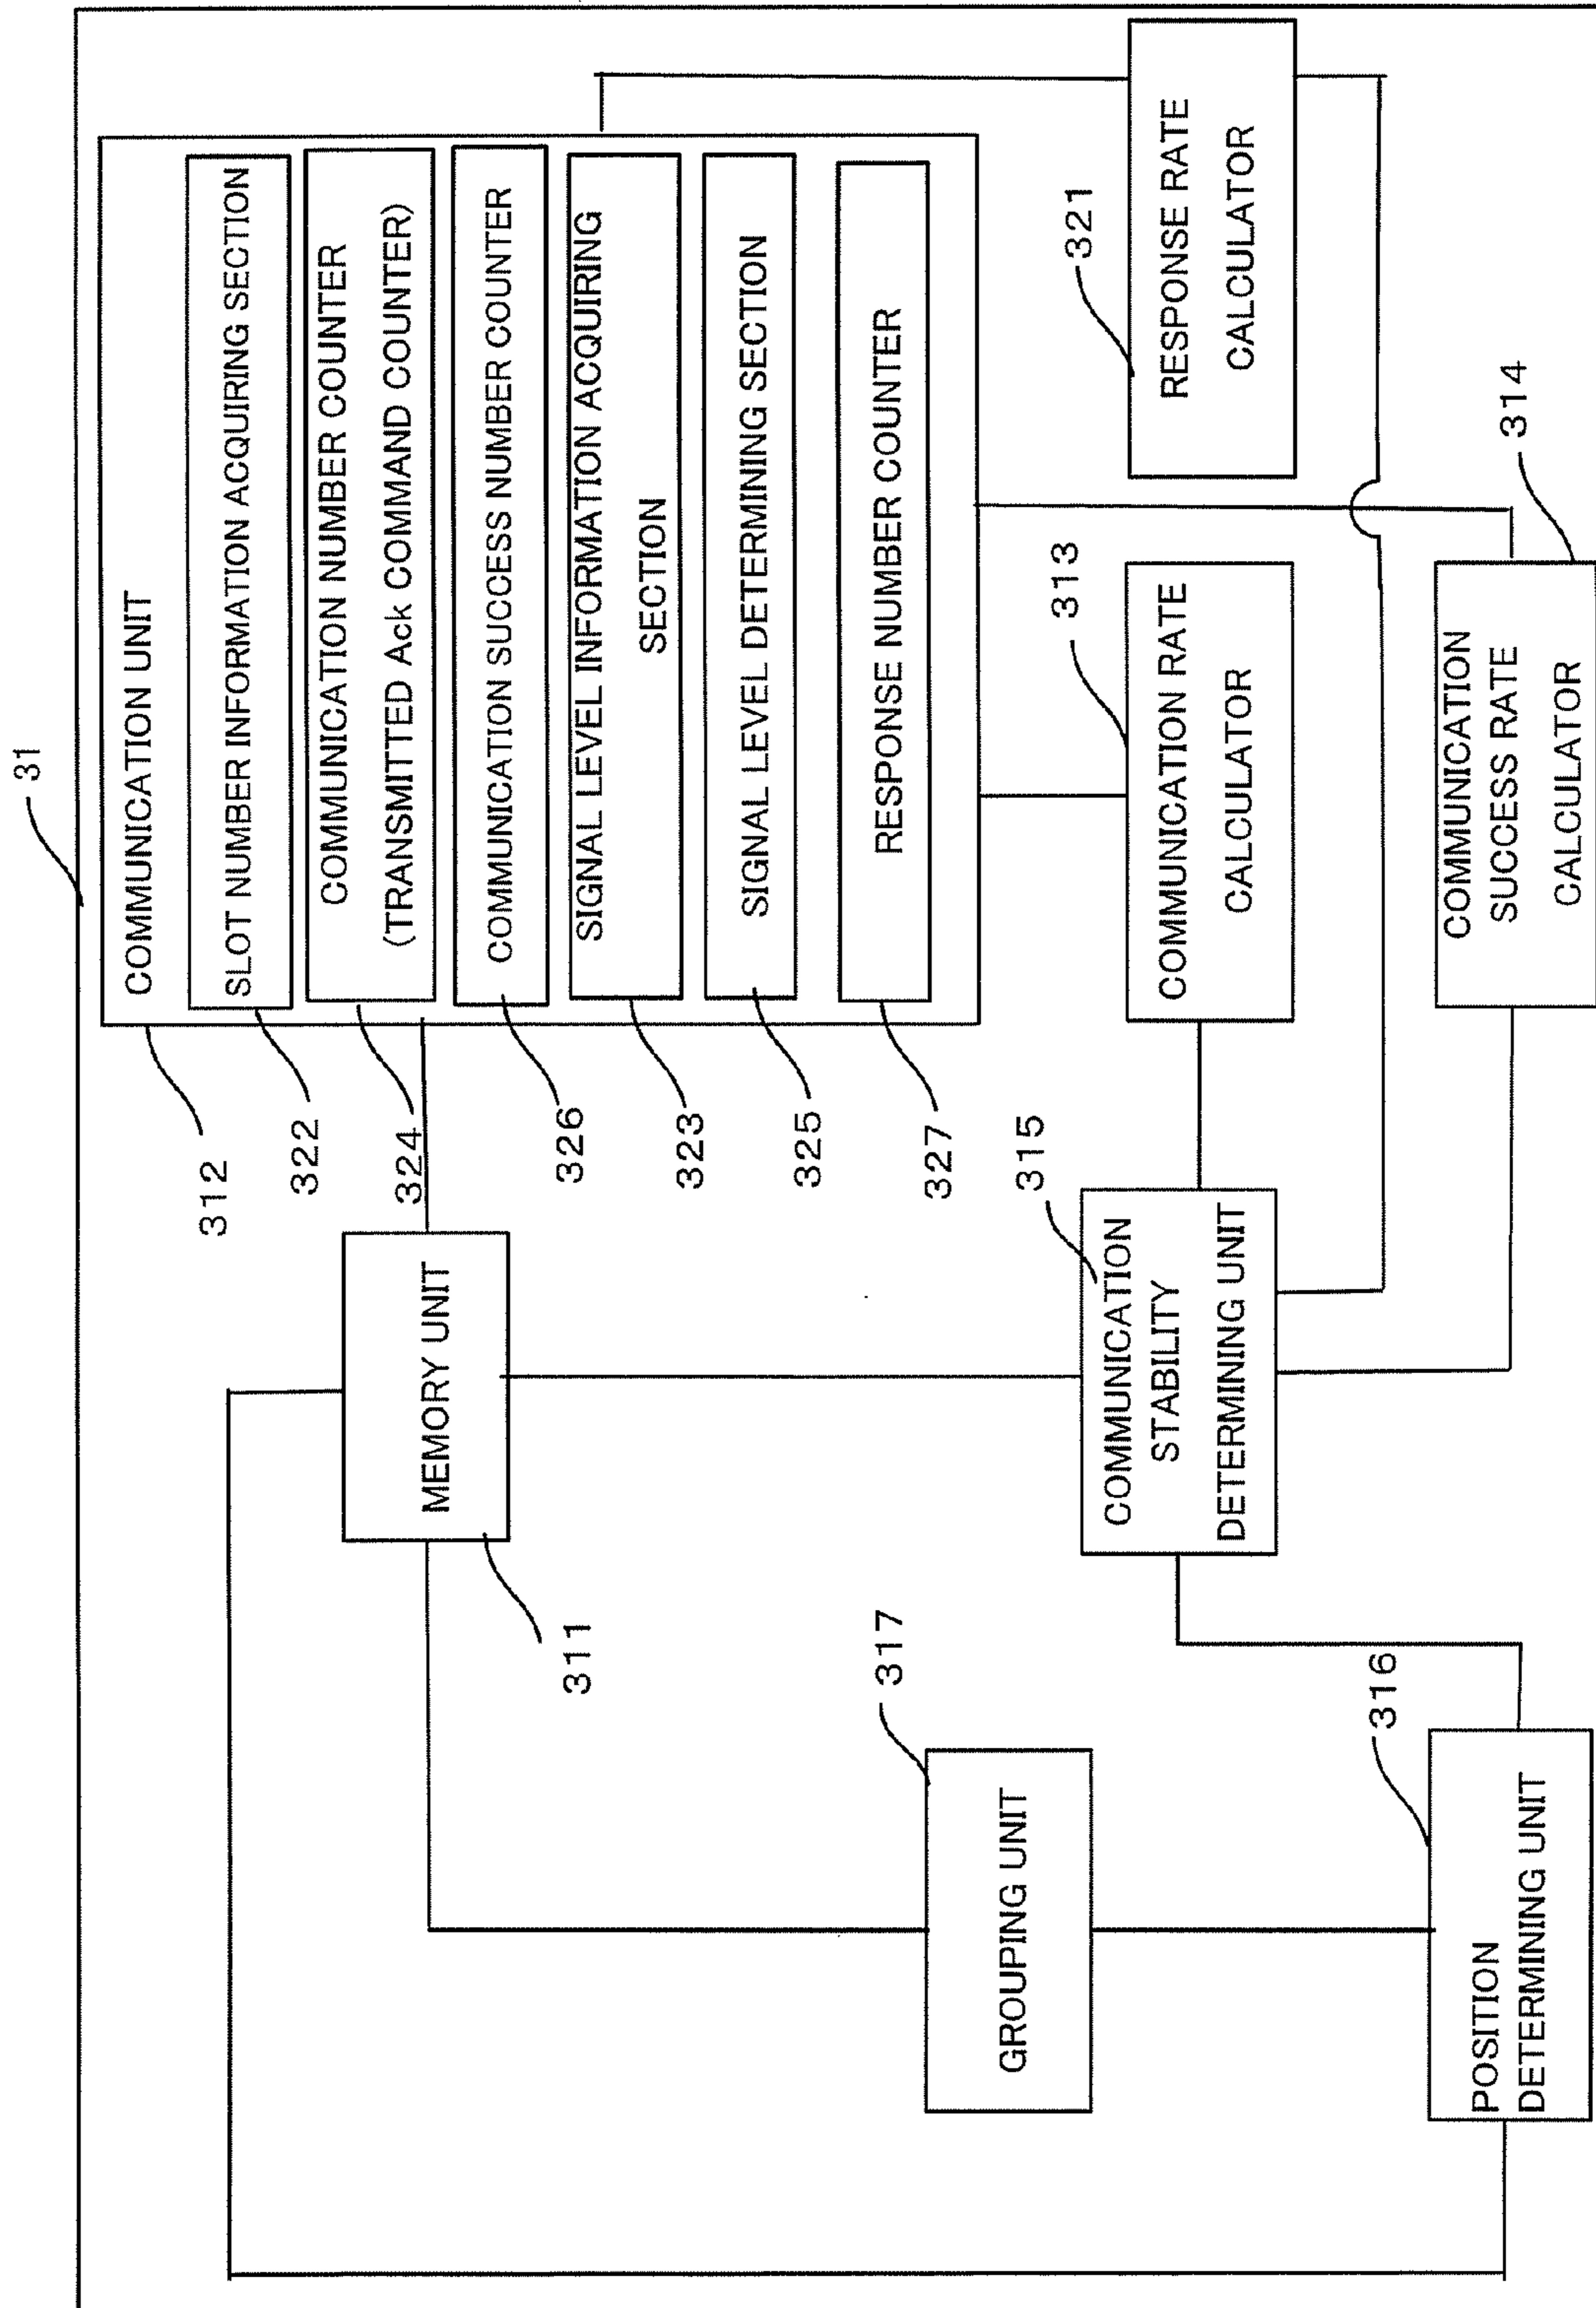 31
COMMUNICATION UNIT
SLOT NUMBER INFORMATION ACQUIRING SECTION
COMMUNICATION NUMBER COUNTER
(TRANSMITTED Ack COMMAND COUNTER)
COMMUNICATION SUCCESS NUMBER COUNTER
SIGNAL LEVEL INFORMATION ACQUIRING
SECTION
SIGNAL LEVEL DETERMINING SECTION
RESPONSE NUMBER COUNTER
312
322
324
326
323
325
327
MEMORY UNIT
311
317
GROUPING UNIT
315
COMMUNICATION
STABILITY
DETERMINING UNIT
313
COMMUNICATION RATE
CALCULATOR
321
RESPONSE RATE
CALCULATOR
316
POSITION
DETERMINING UNIT
314
COMMUNICATION
SUCCESS RATE
CALCULATOR